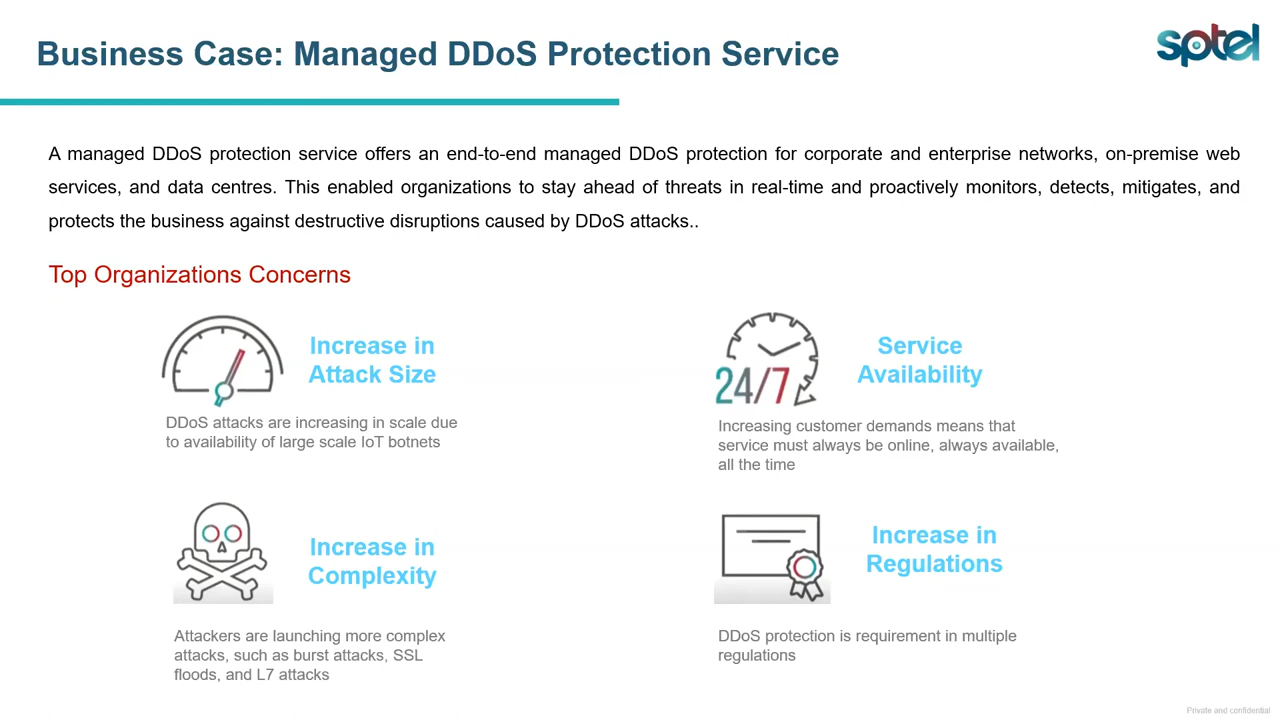 Business Case: Managed DDoS Protection Service
sptel
A managed DDoS protection service offers an end-to-end managed DDoS protection for corporate and enterprise networks, on-premise web
services, and data centres. This enabled organizations to stay ahead of threats in real-time and proactively monitors, detects, mitigates, and
protects the business against destructive disruptions caused by DDoS attacks..
Top Organizations Concerns
Increase in
Attack Size
DDoS attacks are increasing in scale due
to availability of large scale IoT botnets
24/7
Service
Availability
Increasing customer demands means that
service must always be online, always available,
all the time
Increase in
Complexity
Attackers are launching more complex
attacks, such as burst attacks, SSL
floods, and L7 attacks
Increase in
Regulations
DDoS protection is requirement in multiple
regulations
Private and confidential